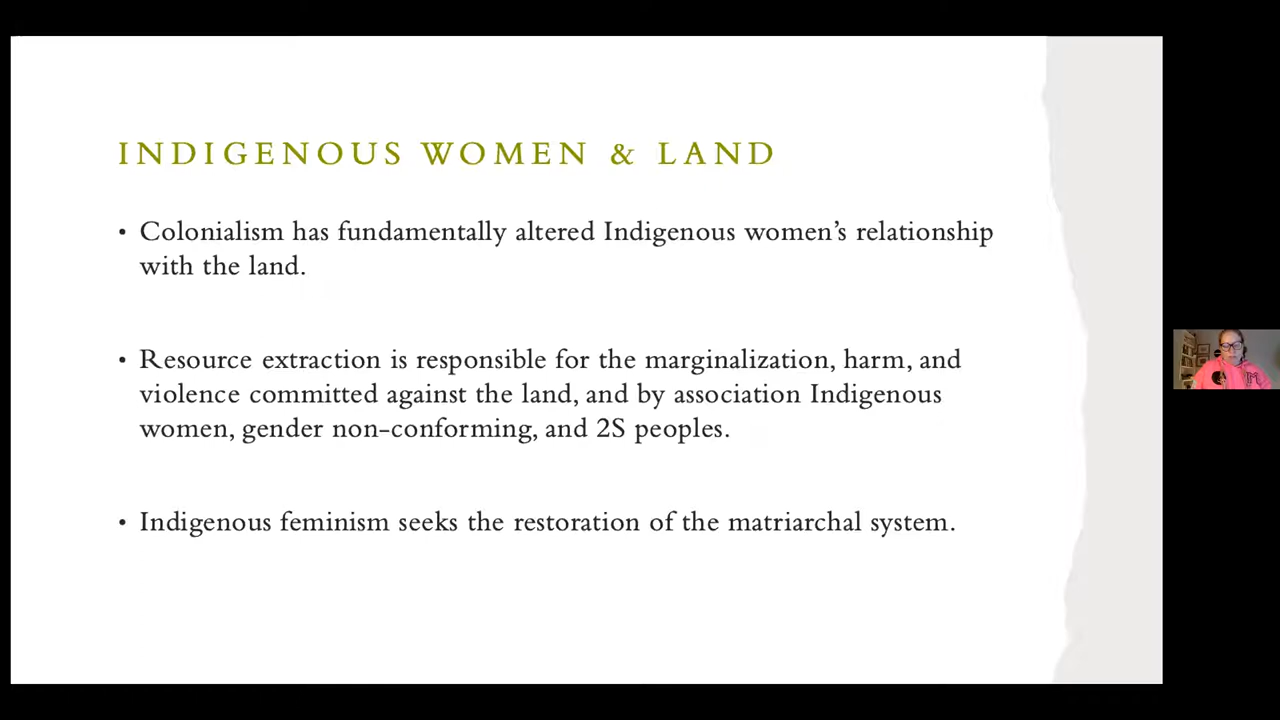 INDIGENOUS WOMEN & LAND
• Colonialism has fundamentally altered Indigenous women’s relationship
with the land.
• Resource extraction is responsible for the marginalization, harm, and
violence committed against the land, and by association Indigenous
women, gender non-conforming, and 2S peoples.
• Indigenous feminism seeks the restoration of the matriarchal system.